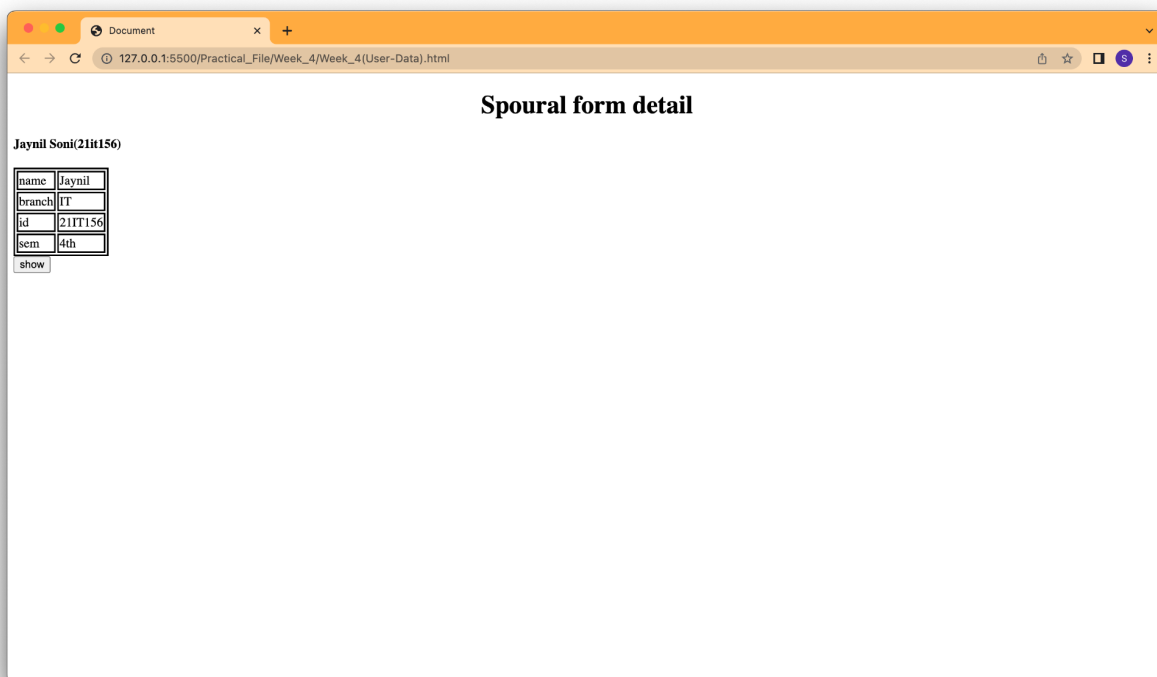 Document
127.0.0.1:5500/Practical_File/Week_4/Week_4(User-Data).html
S
Spoural form detail
Jaynil Soni(21it156)
name Jaynil
branch IT
id 21IT156
sem 4th
show